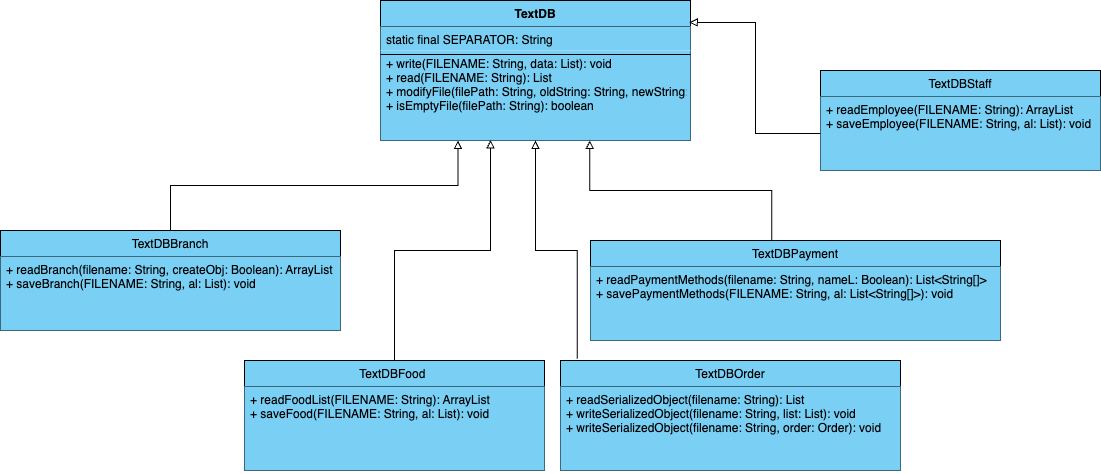 TextDB
static final SEPARATOR: String
+ write(FILENAME: String, data: List): void
+ read(FILENAME: String): List
+ modifyFile(filePath: String, oldString: String, newString
+ isEmptyFile(filePath: String): boolean
TextDBStaff
+ readEmployee(FILENAME: String): ArrayList
+ saveEmployee(FILENAME: String, al: List): void
TextDBBranch
+ readBranch(filename: String, createObj: Boolean): ArrayList
+ saveBranch(FILENAME: String, al: List): void
TextDBPayment
+ readPaymentMethods(filename: String, nameL: Boolean): List<String[]>
+ savePaymentMethods(FILENAME: String, al: List<String[]>): void
TextDBFood
+ readFoodList(FILENAME: String): ArrayList
+ saveFood(FILENAME: String, al: List): void
TextDBOrder
+ readSerializedObject(filename: String): List
+ writeSerializedObject(filename: String, list: List): void
+ writeSerializedObject(filename: String, order: Order): void